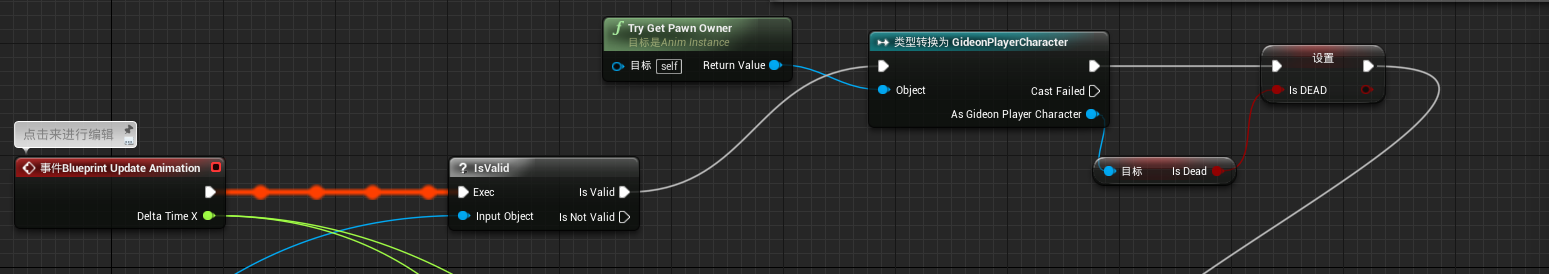 Try Get Pawn Owner
目标是Anim Instance
目标 self Return Value
类型转换为 GideonPlayerCharacter
Object
Cast Failed
As Gideon Player Character
设置
Is DEAD
点击来进行编辑
事件Blueprint Update Animation
Delta Time X
? IsValid
Exec Is Valid
Input Object Is Not Valid
目标 Is Dead